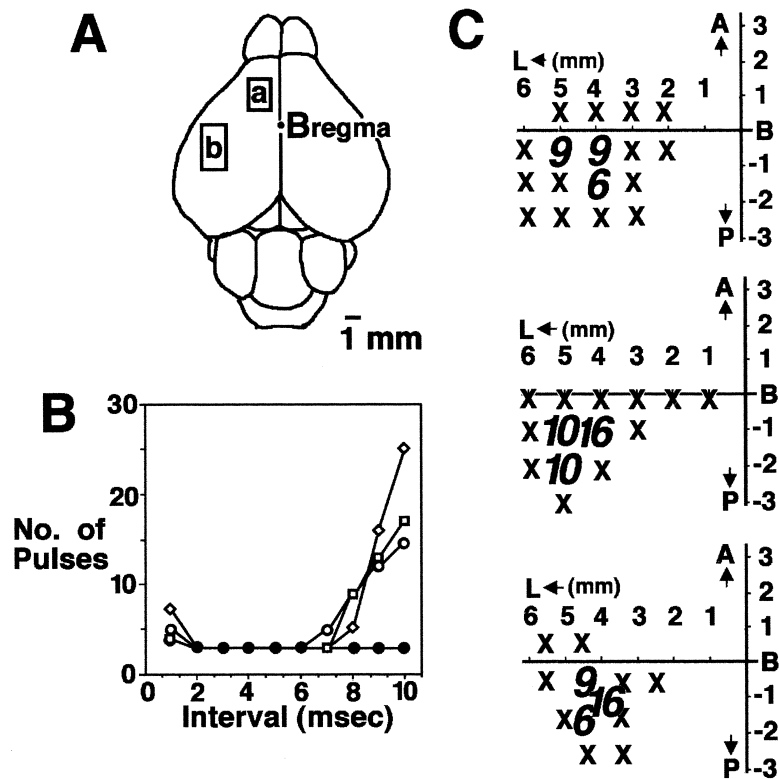 A
a
b
Bregma
1 mm
B
30
20
10
0
No. of
Pulses
0 2 4 6 8 10
Interval (msec)
C
A 3
2
L (mm)
6 5 4 3 2 1 1
X X X X
B
X 9 9 X X -1
X X 6 X
-2
X X X X
P -3
A 3
2
L (mm)
6 5 4 3 2 1 1
X X X X X X B
X 10 16 X -1
X 10 X -2
X P -3
A 3
2
L (mm)
6 5 4 3 2 1 1
X X
B
X 9 X X -1
16
X 6 X -2
X X
P -3